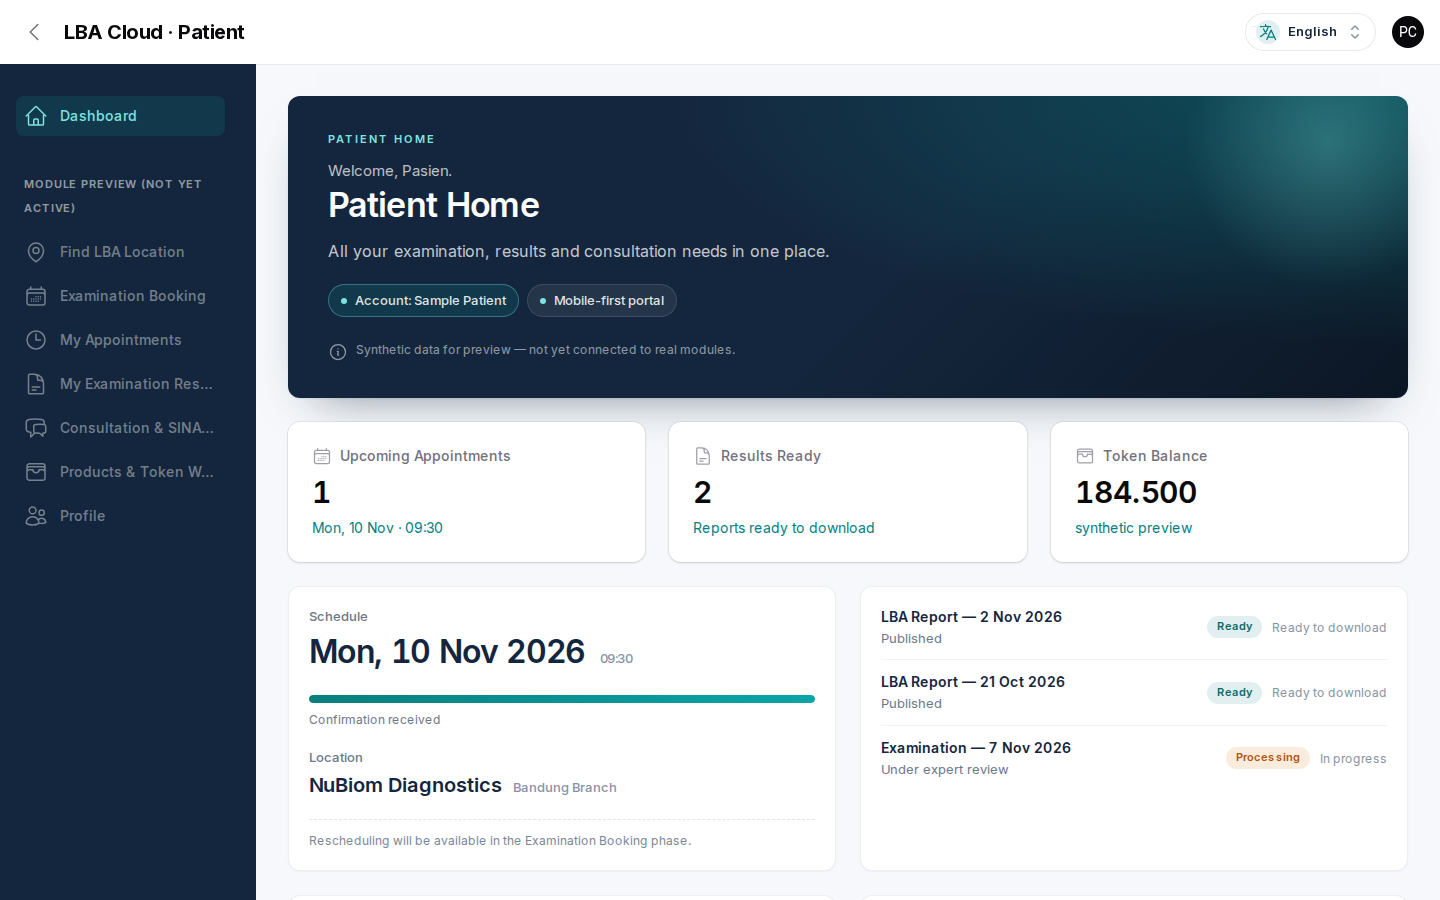 LBA Cloud · Patient
English
PC
Dashboard
MODULE PREVIEW (NOT YET
ACTIVE)
Find LBA Location
Examination Booking
My Appointments
My Examination Res...
Consultation & SINA...
Products & Token W...
Profile
PATIENT HOME
Welcome, Pasien.
Patient Home
All your examination, results and consultation needs in one place.
Account: Sample Patient
Mobile-first portal
Synthetic data for preview — not yet connected to real modules.
Upcoming Appointments
1
Mon, 10 Nov · 09:30
Results Ready
2
Reports ready to download
Token Balance
184.500
synthetic preview
Schedule
Mon, 10 Nov 2026 09:30
Confirmation received
Location
NuBiom Diagnostics Bandung Branch
Rescheduling will be available in the Examination Booking phase.
LBA Report — 2 Nov 2026
Published
Ready Ready to download
LBA Report — 21 Oct 2026
Published
Ready Ready to download
Examination — 7 Nov 2026
Under expert review
Processing In progress